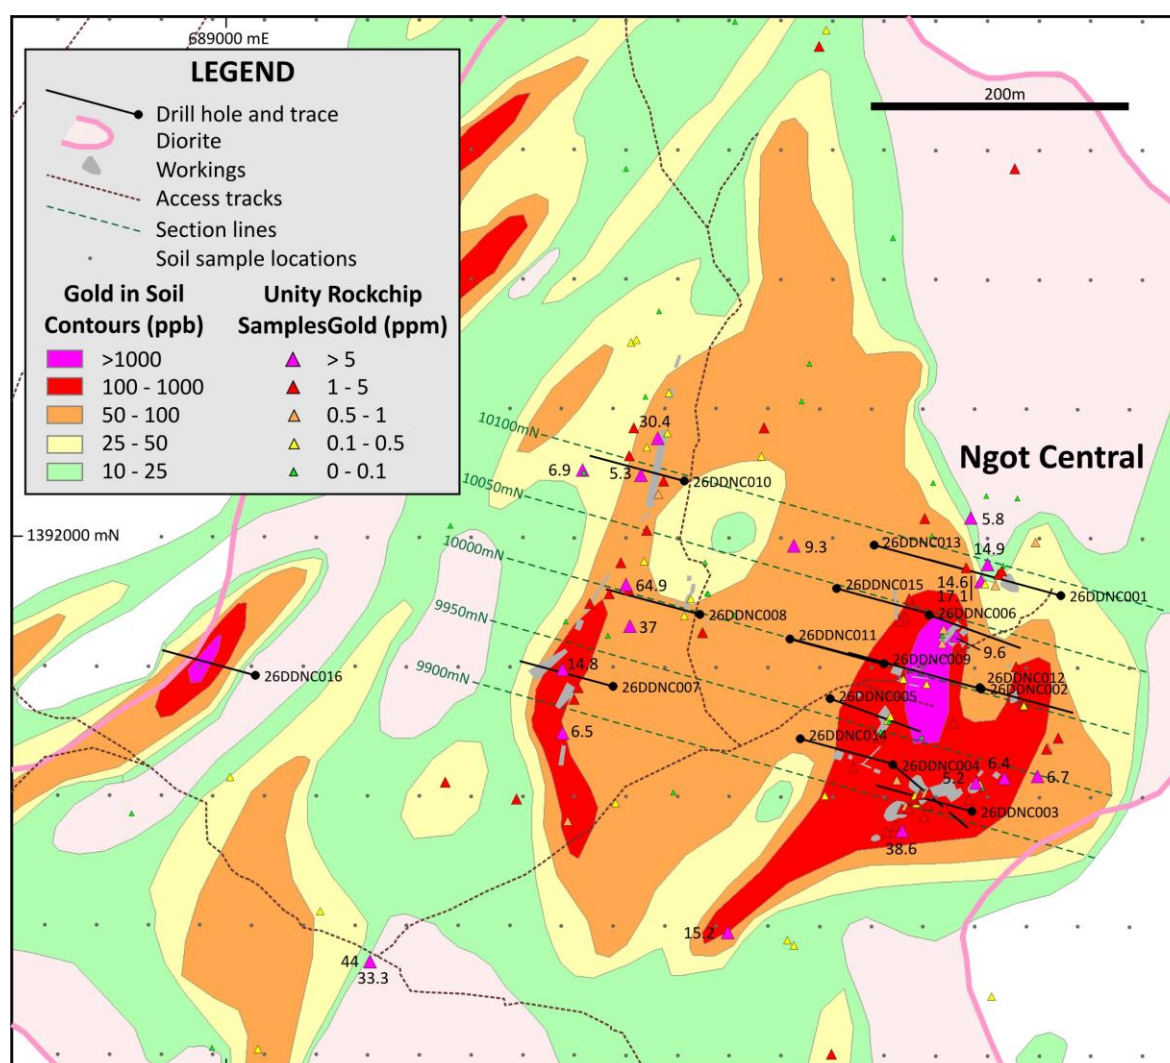 689000 mE
LEGEND
Drill hole and trace
Diorite
Workings
Access tracks
Section lines
Soil sample locations
Gold in Soil
Contours (ppb)
>1000
100 - 1000
50 - 100
25 - 50
10 - 25
Unity Rockchip
SamplesGold (ppm)
> 5
1 - 5
0.5 - 1
0.1 - 0.5
0 - 0.1
200m
Ngot Central
1392000 mN
10100mN
10050mN
10000mN
9950mN
9900mN
30.4
6.9
5.3
26DDNC010
5.8
9.3
26DDNC013
14.9
14.6
17.1
26DDNC001
26DDNC015
64.9
26DDNC008
37
26DDNC006
26DDNC011
9.6
26DDNC009
14.8
26DDNC007
26DDNC016
26DDNC012
26DDNC002
26DDNC005
6.5
26DDNC014
26DDNC004
5.2
6.4
6.7
26DDNC003
38.6
15.2
44
33.3